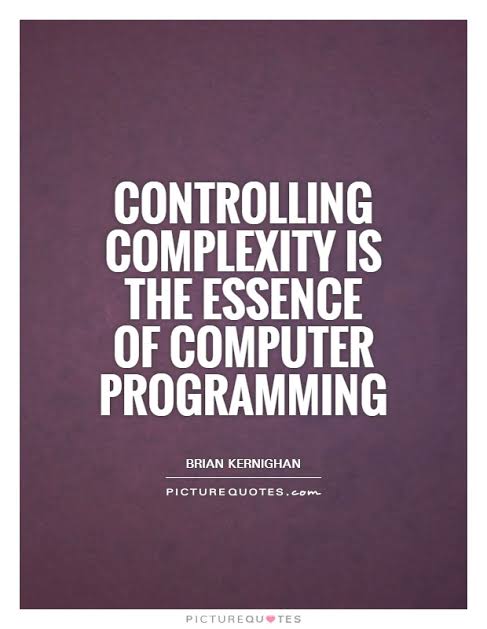 CONTROLLING
COMPLEXITY IS
THE ESSENCE
OF COMPUTER
PROGRAMMING
BRIAN KERNIGHAN
PICTUREQUOTES.com
PICTUREQUOTES